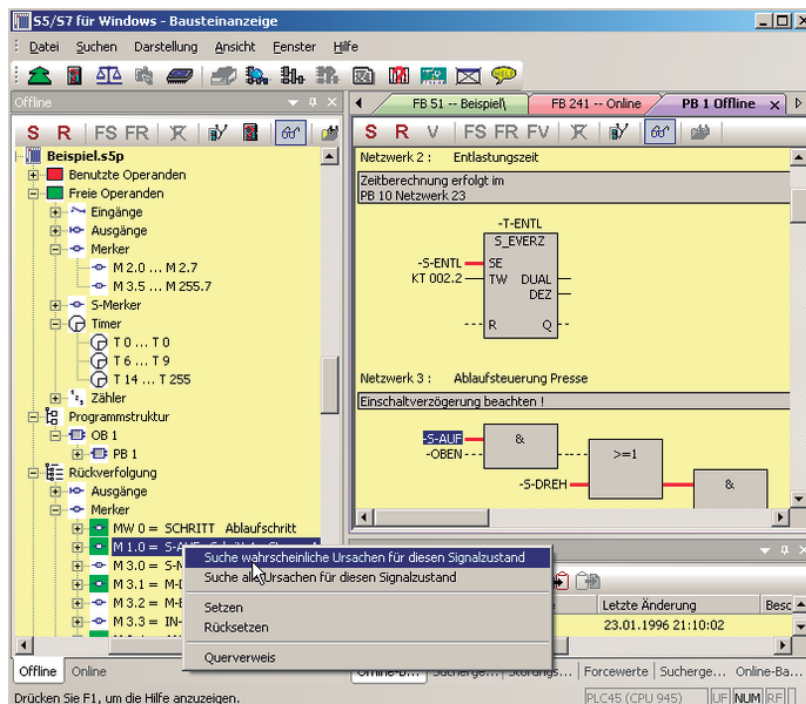 S5/S7 für Windows - Bausteinanzeige
Datei Suchen Darstellung Ansicht Fenster Hilfe
Offline
FB 51 -- Beispiel\ FB 241 -- Online PB 1 Offline
S R FS FR
S R V FS FR FV
Beispiel.s5p
Benutzte Operanden
Freie Operanden
Eingänge
Ausgänge
Merker
M 2.0 ... M 2.7
M 3.5 ... M 255.7
S-Merker
Timer
T 0 ... T 0
T 6 ... T 9
T 14 ... T 255
Zähler
Programmstruktur
OB 1
PB 1
Rückverfolgung
Ausgänge
Merker
MW 0 = SCHRITT Ablaufschritt
M 1.0 =
M 3.0 =
M 3.1 =
M 3.2 =
M 3.3 = IN-
Netzwerk 2 : Entlastungszeit
Zeitberechnung erfolgt im
PB 10 Netzwerk 23
-T-ENTL
S_EVERZ
-S-ENTL SE
KT 002.2 TW DUAL
DEZ
R Q
Netzwerk 3 : Ablaufsteuerung Presse
Einschaltverzögerung beachten !
-S-AUF &
-OBEN >=1
-S-DREH &
Suche wahrscheinliche Ursachen für diesen Signalzustand
Suche alle Ursachen für diesen Signalzustand
Setzen
Rücksetzen
Querverweis
Letzte Änderung Besc
23.01.1996 21:10:02
Offline Online
Forcewerte Sucherge... Online-Ba...
Drücken Sie F1, um die Hilfe anzuzeigen.
PLC45 (CPU 945) UF NUM RF